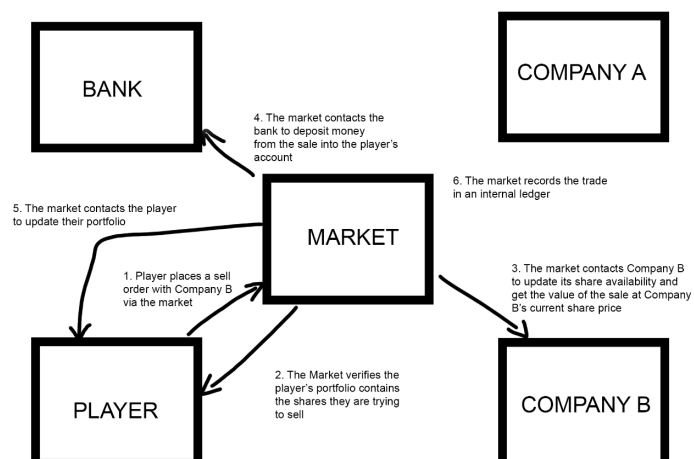 BANK
COMPANY A
4. The market contacts the
bank to deposit money
from the sale into the player's
account
6. The market records the trade
in an internal ledger
5. The market contacts the player
to update their portfolio
MARKET
1. Player places a sell
order with Company B
via the market
3. The market contacts Company B
to update its share availability and
get the value of the sale at Company
B's current share price
2. The Market verifies the
player's portfolio contains
the shares they are trying
to sell
PLAYER
COMPANY B